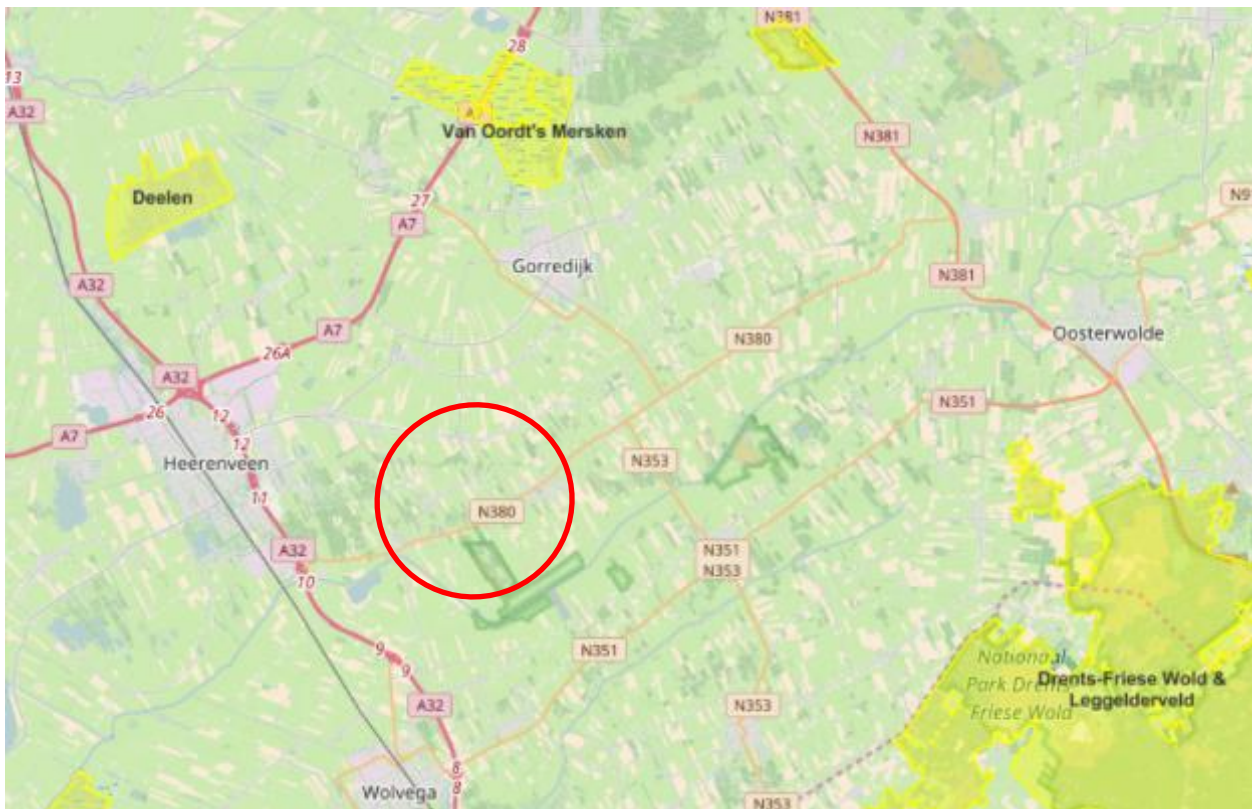 N381
28
13
A32
A
Van Oordt's Mersken
N381
Deelen
N9
27
A7
Gorredijk
N381
A32
A7
26A
N380
Oosterwolde
A32
26
12
N351
A7
12
Heerenveen
N353
11
N380
A32
N351
N353
10
9
N351
9
Nationaal
Park Drents-
Friese Wold
Drents-Friese Wold &
Leggelderveld
A32
N353
8
8
Wolvega
N353